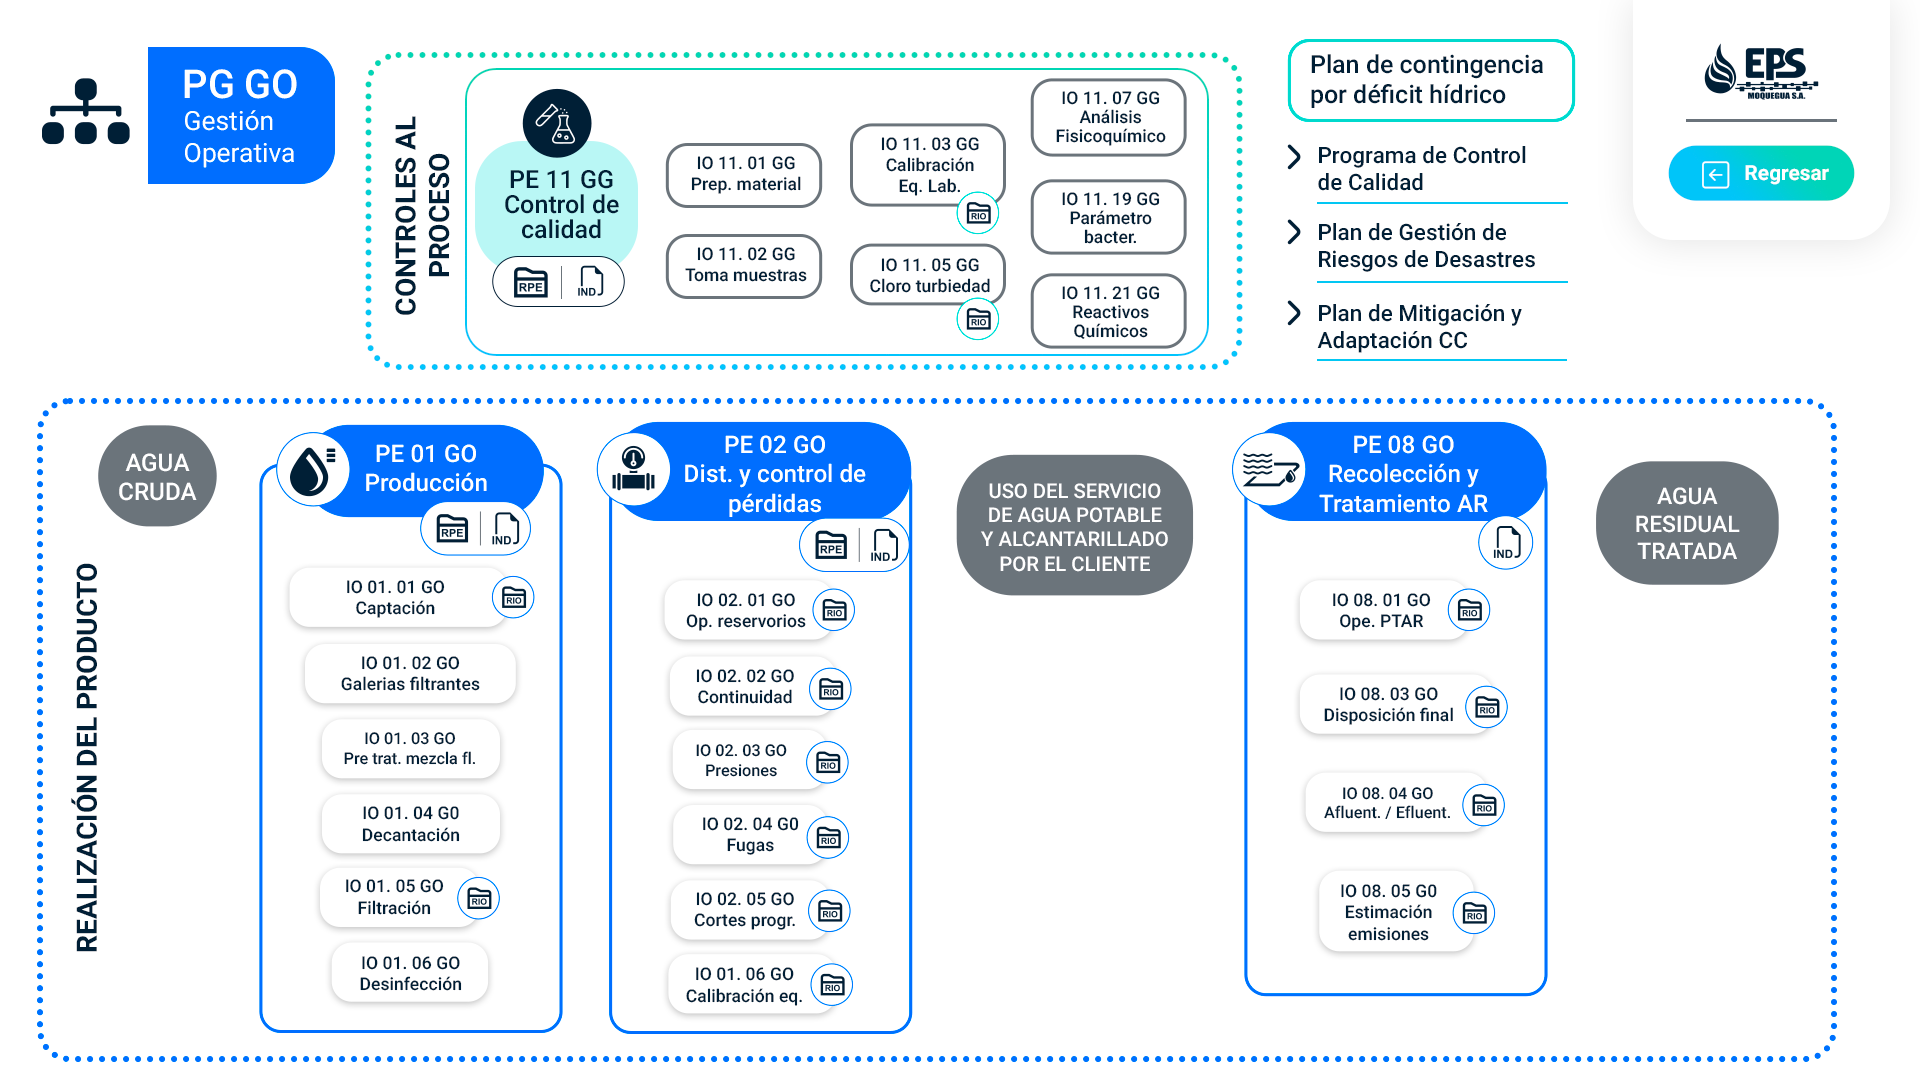 PG GO
Gestión
Operativa
CONTROLES AL
PROCESO
PE 11 GG
Control de
calidad
RPE
IND
IO 11. 01 GG
Prep. material
IO 11. 02 GG
Toma muestras
IO 11. 03 GG
Calibración
Eq. Lab.
RIO
IO 11. 05 GG
Cloro turbiedad
RIO
IO 11. 07 GG
Análisis
Fisicoquímico
IO 11. 19 GG
Parámetro
bacter.
IO 11. 21 GG
Reactivos
Químicos
Plan de contingencia
por déficit hídrico
Programa de Control
de Calidad
Plan de Gestión de
Riesgos de Desastres
Plan de Mitigación y
Adaptación CC
EPS
MOQUEGUA S.A.
Regresar
REALIZACIÓN DEL PRODUCTO
AGUA
CRUDA
PE 01 GO
Producción
RPE
IND
IO 01. 01 GO
Captación
RIO
IO 01. 02 GO
Galerias filtrantes
IO 01. 03 GO
Pre trat. mezcla fl.
IO 01. 04 G0
Decantación
IO 01. 05 GO
Filtración
RIO
IO 01. 06 GO
Desinfección
PE 02 GO
Dist. y control de
pérdidas
RPE
IND
IO 02. 01 GO
Op. reservorios
RIO
IO 02. 02 GO
Continuidad
RIO
IO 02. 03 GO
Presiones
RIO
IO 02. 04 G0
Fugas
RIO
IO 02. 05 GO
Cortes progr.
RIO
IO 01. 06 GO
Calibración eq.
RIO
USO DEL SERVICIO
DE AGUA POTABLE
Y ALCANTARILLADO
POR EL CLIENTE
PE 08 GO
Recolección y
Tratamiento AR
IND
IO 08. 01 GO
Ope. PTAR
RIO
IO 08. 03 GO
Disposición final
RIO
IO 08. 04 GO
Afluent. / Efluent.
RIO
IO 08. 05 G0
Estimación
emisiones
RIO
AGUA
RESIDUAL
TRATADA